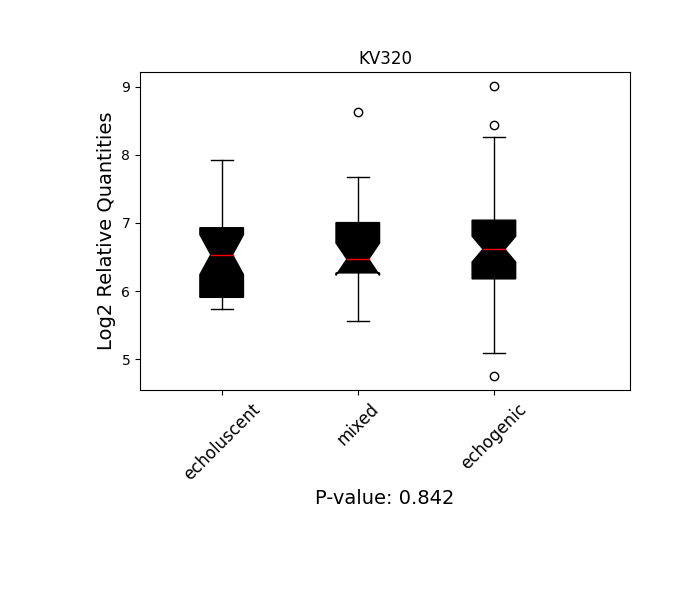 KV320
Log2 Relative Quantities
9
8
7
6
5
echoluscent
mixed
echogenic
P-value: 0.842